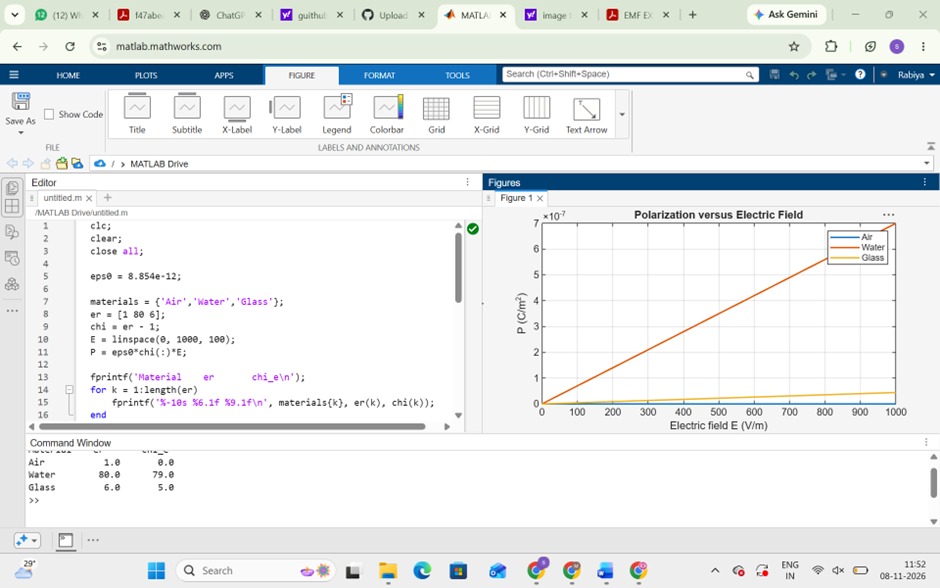 (12) Wh
f47abe
ChatGP
guithub
Upload
MATLA
image
EMF EX
Ask Gemini
matlab.mathworks.com
HOME PLOTS APPS FIGURE FORMAT TOOLS Search (Ctrl+Shift+Space) Rabiya
Save As
Show Code
Title Subtitle X-Label Y-Label Legend Colorbar Grid X-Grid Y-Grid Text Arrow
FILE LABELS AND ANNOTATIONS
/ > MATLAB Drive
Editor
untitled.m
/MATLAB Drive/untitled.m
1 clc;
2 clear;
3 close all;
4
5 eps0 = 8.854e-12;
6
7 materials = {'Air','Water','Glass'};
8 er = [1 80 6];
9 chi = er - 1;
10 E = linspace(0, 1000, 100);
11 P = eps0*chi(:)*E;
12
13 fprintf('Material er chi_e\n');
14 for k = 1:length(er)
15 fprintf('%-10s %6.1f %9.1f\n', materials{k}, er(k), chi(k));
16 end
Figures
Figure 1
×10⁻⁷
Polarization versus Electric Field
Air
Water
Glass
P (C/m²)
7
6
5
4
3
2
1
0
0 100 200 300 400 500 600 700 800 900 1000
Electric field E (V/m)
Command Window
Air 1.0 0.0
Water 80.0 79.0
Glass 6.0 5.0
>>
29°
Search
ENG
IN
11:52
08-11-2026